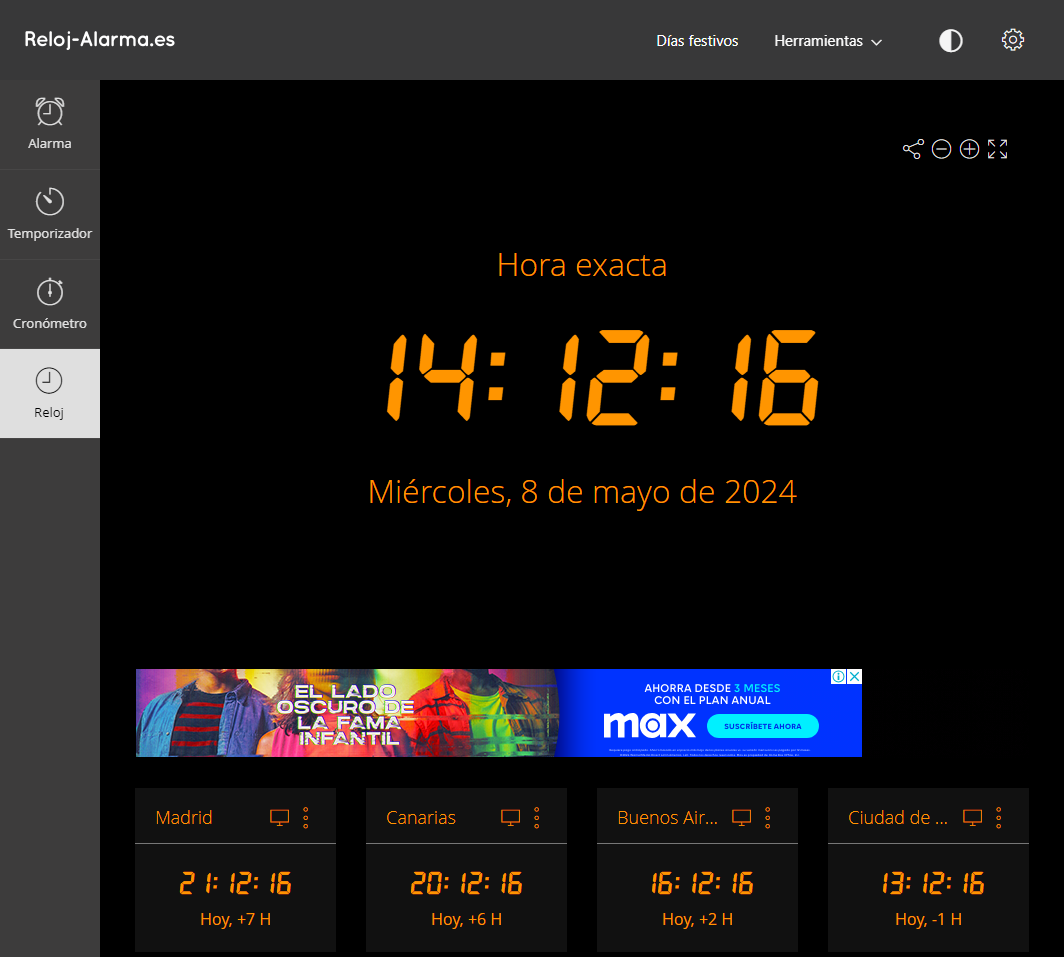 Reloj-Alarma.es
Días festivos Herramientas
Alarma
Temporizador
Cronómetro
Reloj
Hora exacta
14:12:16
Miércoles, 8 de mayo de 2024
EL LADO
OSCURO DE
LA FAMA
INFANTIL
AHORRA DESDE 3 MESES
CON EL PLAN ANUAL
max SUSCRÍBETE AHORA
Madrid
21:12:16
Hoy, +7 H
Canarias
20:12:16
Hoy, +6 H
Buenos Air...
16:12:16
Hoy, +2 H
Ciudad de ...
13:12:16
Hoy, -1 H